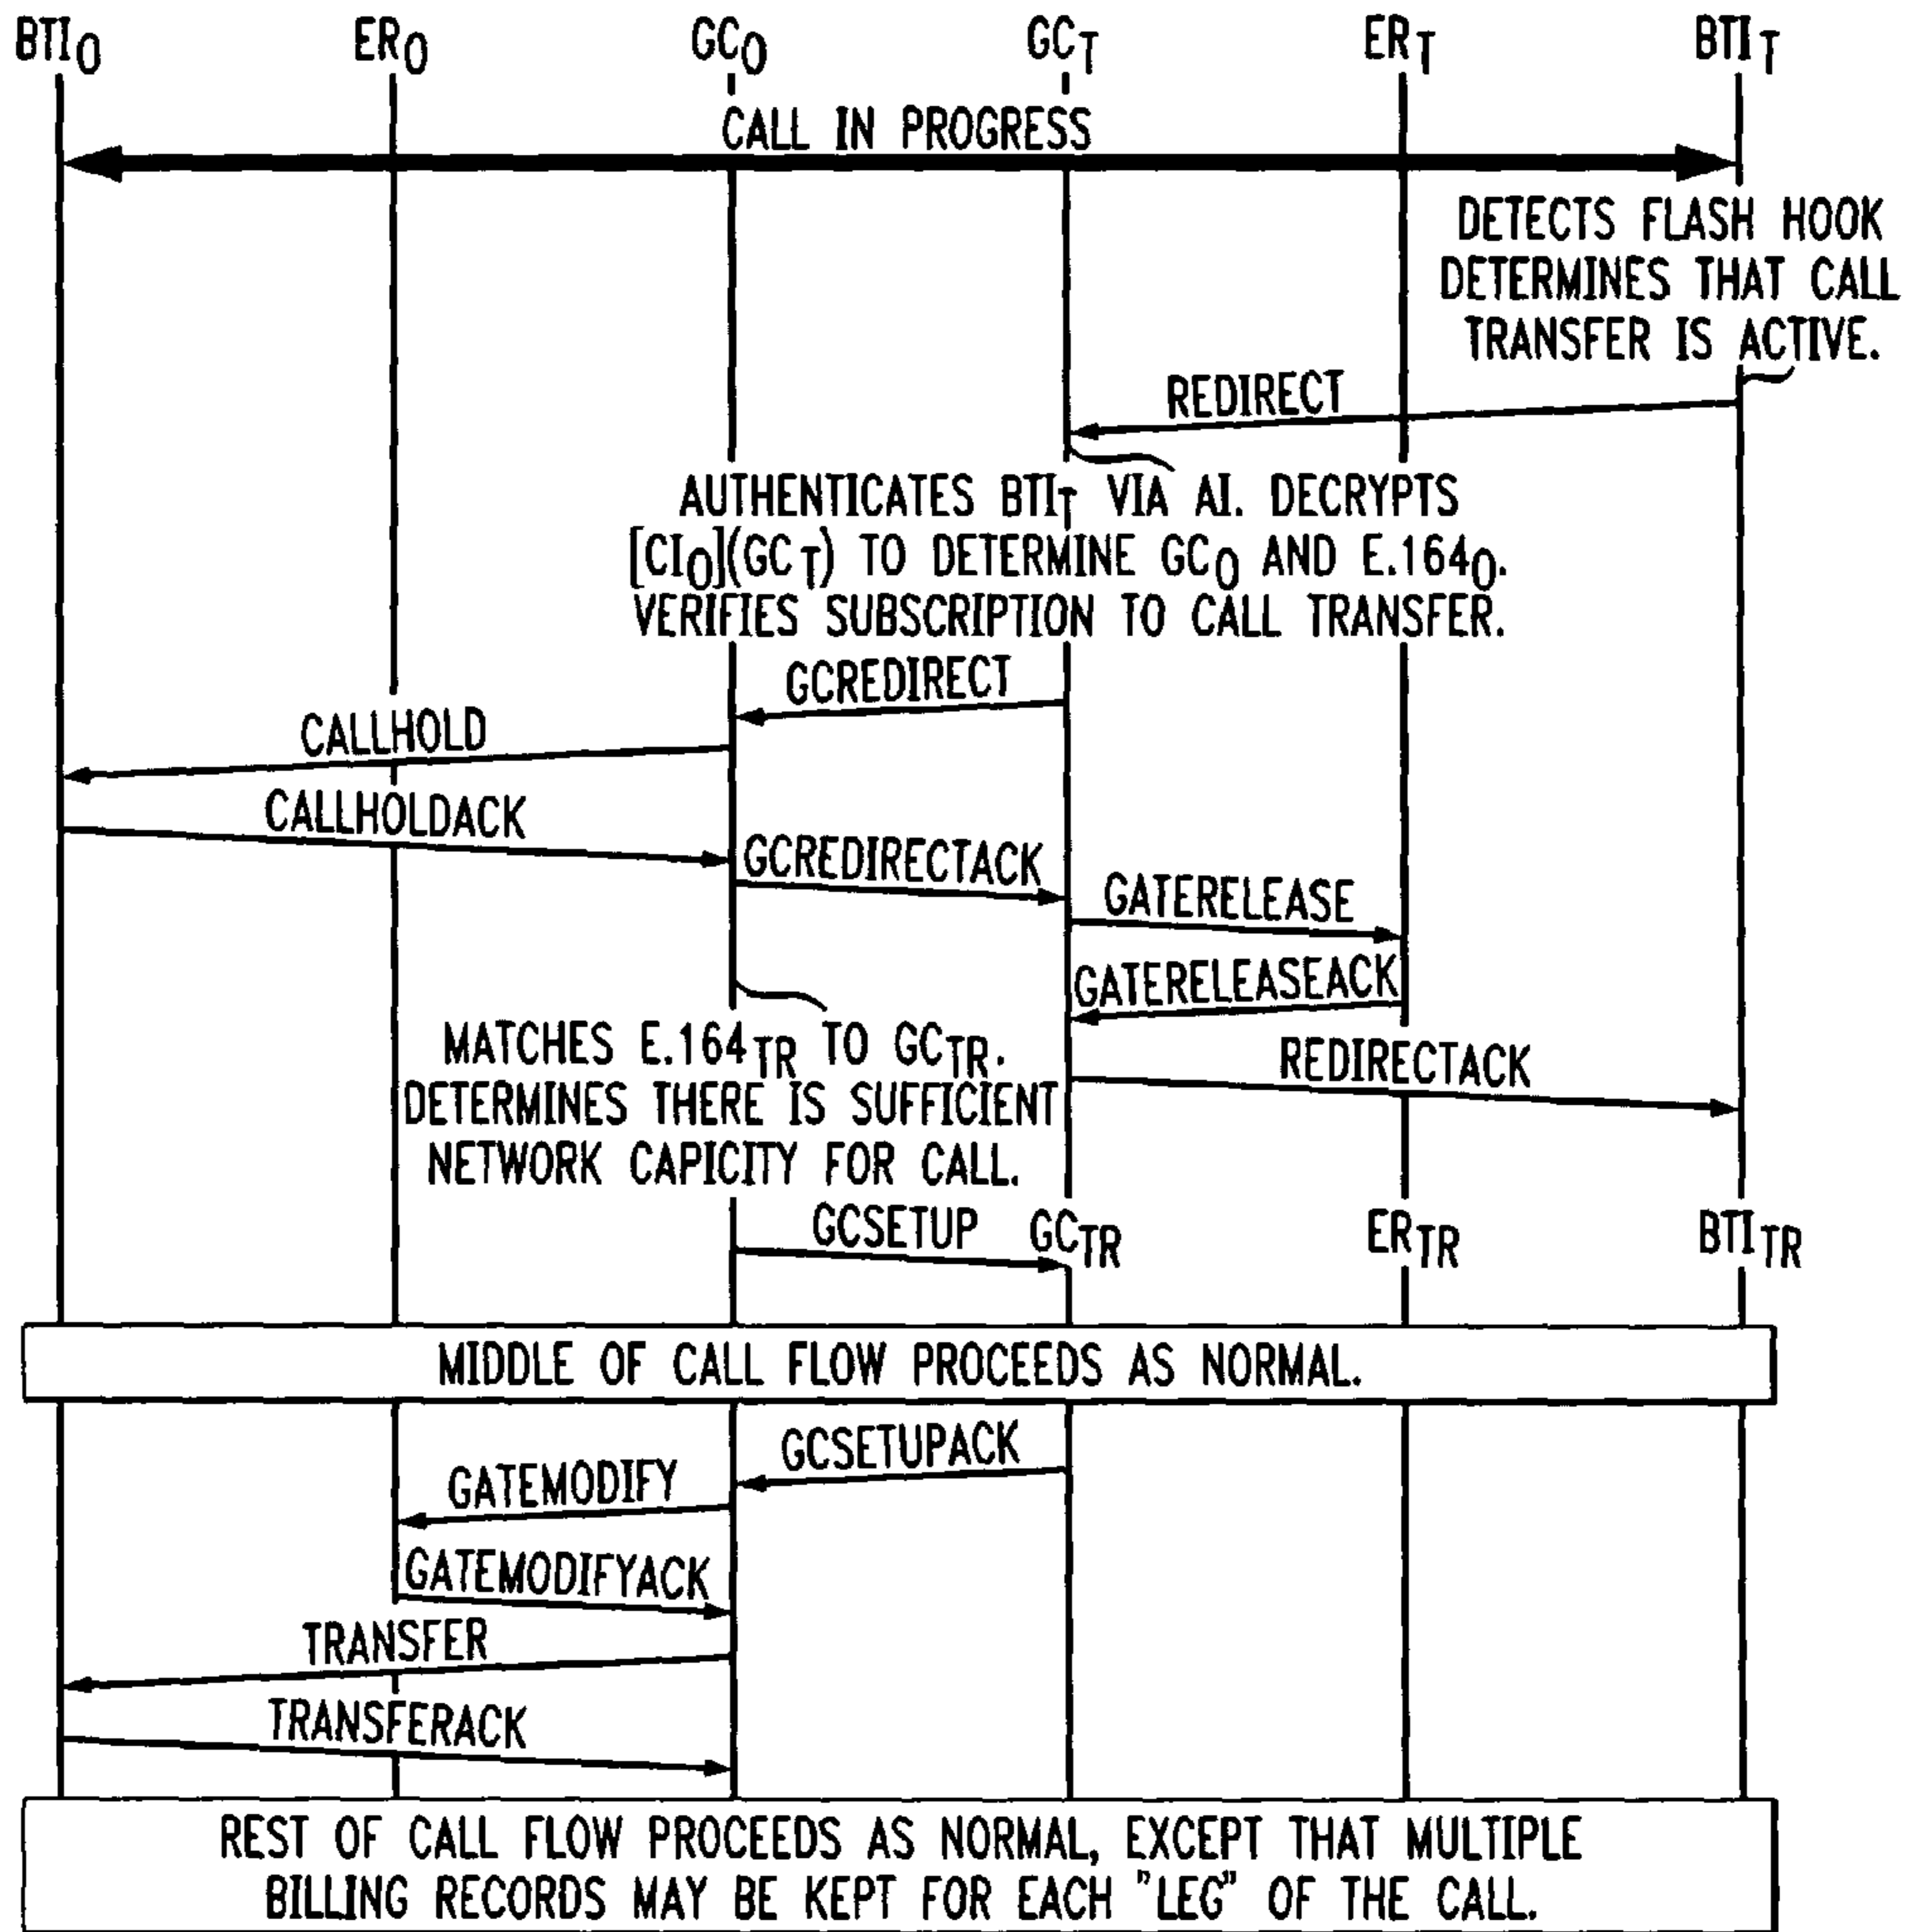 BTIO ERO GCO GCT ERT BTIT
CALL IN PROGRESS
DETECTS FLASH HOOK
DETERMINES THAT CALL
TRANSFER IS ACTIVE.
REDIRECT
AUTHENTICATES BTIT VIA AI. DECRYPTS
[CIO](GCT) TO DETERMINE GCO AND E.164O.
VERIFIES SUBSCRIPTION TO CALL TRANSFER.
GCREDIRECT
CALLHOLD
CALLHOLDACK
GCREDIRECTACK
GATERELEASE
GATERELEASEACK
MATCHES E.164TR TO GCTR.
DETERMINES THERE IS SUFFICIENT
NETWORK CAPICITY FOR CALL.
REDIRECTACK
GCSETUP GCTR ERTR BTITR
MIDDLE OF CALL FLOW PROCEEDS AS NORMAL.
GCSETUPACK
GATEMODIFY
GATEMODIFYACK
TRANSFER
TRANSFERACK
REST OF CALL FLOW PROCEEDS AS NORMAL, EXCEPT THAT MULTIPLE
BILLING RECORDS MAY BE KEPT FOR EACH "LEG" OF THE CALL.